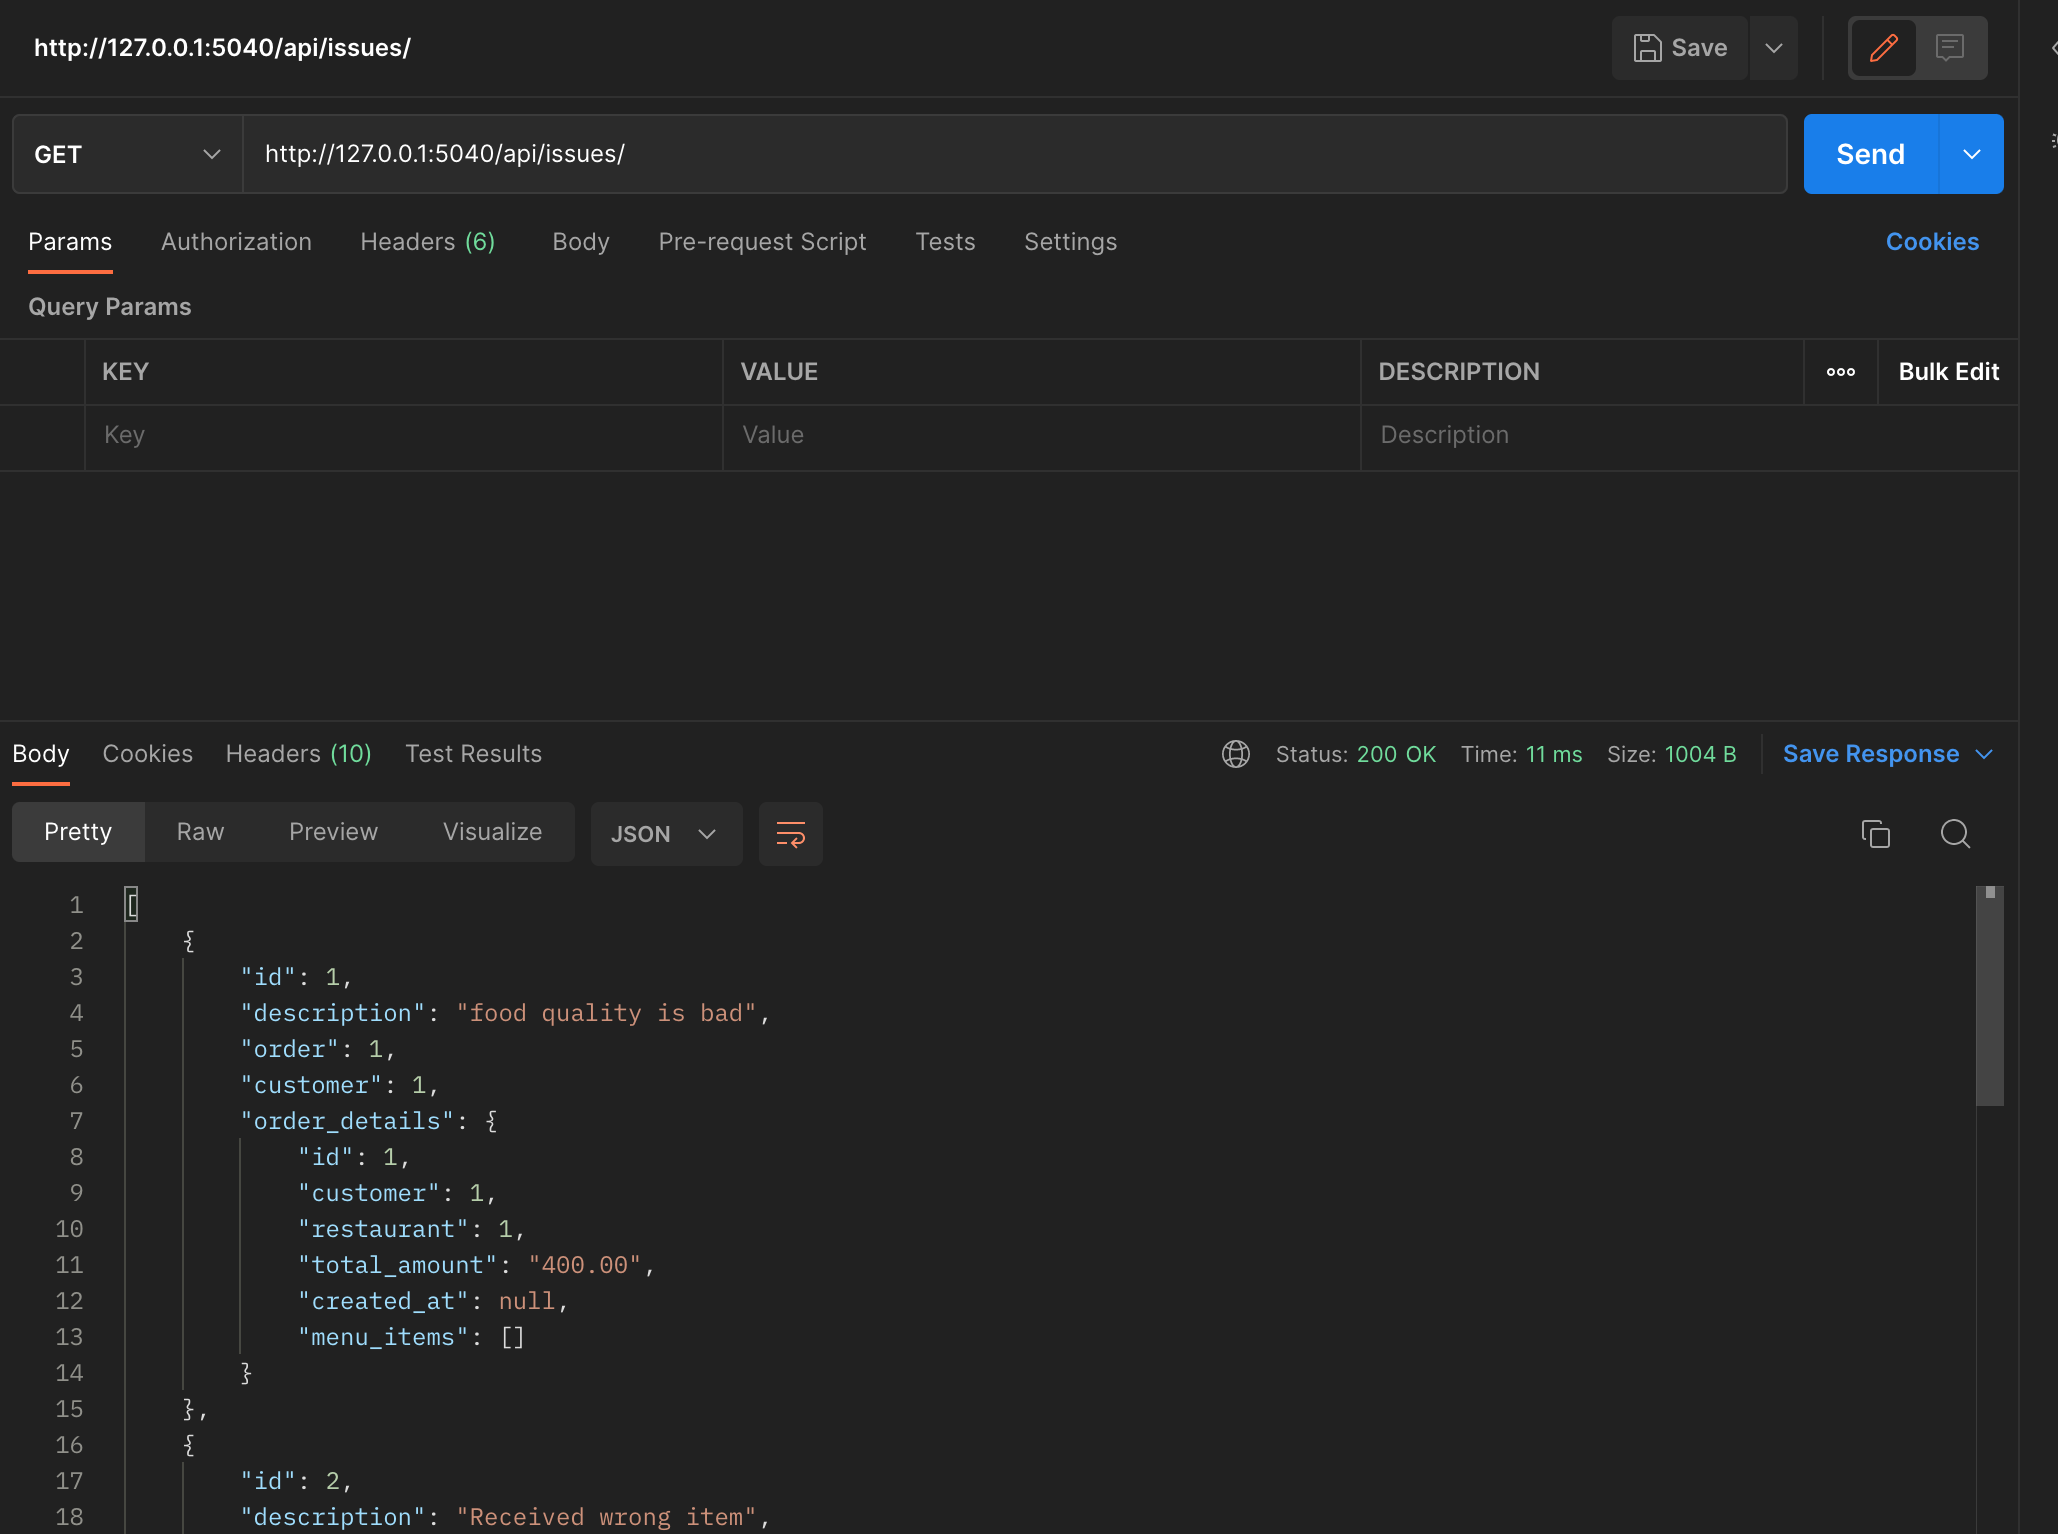 http://127.0.0.1:5040/api/issues/ Save
GET http://127.0.0.1:5040/api/issues/ Send
Params Authorization Headers (6) Body Pre-request Script Tests Settings Cookies
Query Params
KEY VALUE DESCRIPTION Bulk Edit
Key Value Description
Body Cookies Headers (10) Test Results Status: 200 OK Time: 11 ms Size: 1004 B Save Response
Pretty Raw Preview Visualize JSON
1 [
2 {
3 "id": 1,
4 "description": "food quality is bad",
5 "order": 1,
6 "customer": 1,
7 "order_details": {
8 "id": 1,
9 "customer": 1,
10 "restaurant": 1,
11 "total_amount": "400.00",
12 "created_at": null,
13 "menu_items": []
14 }
15 },
16 {
17 "id": 2,
18 "description": "Received wrong item",